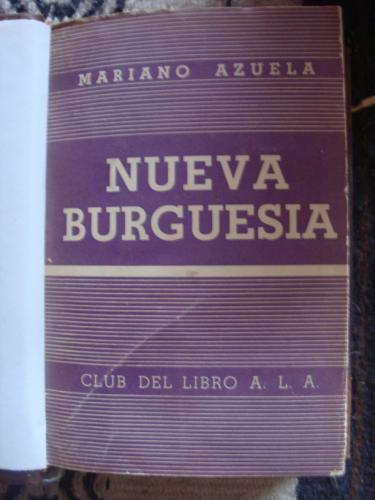 MARIANO AZUELA
NUEVA
BURGUESIA
CLUB DEL LIBRO A. L. A.